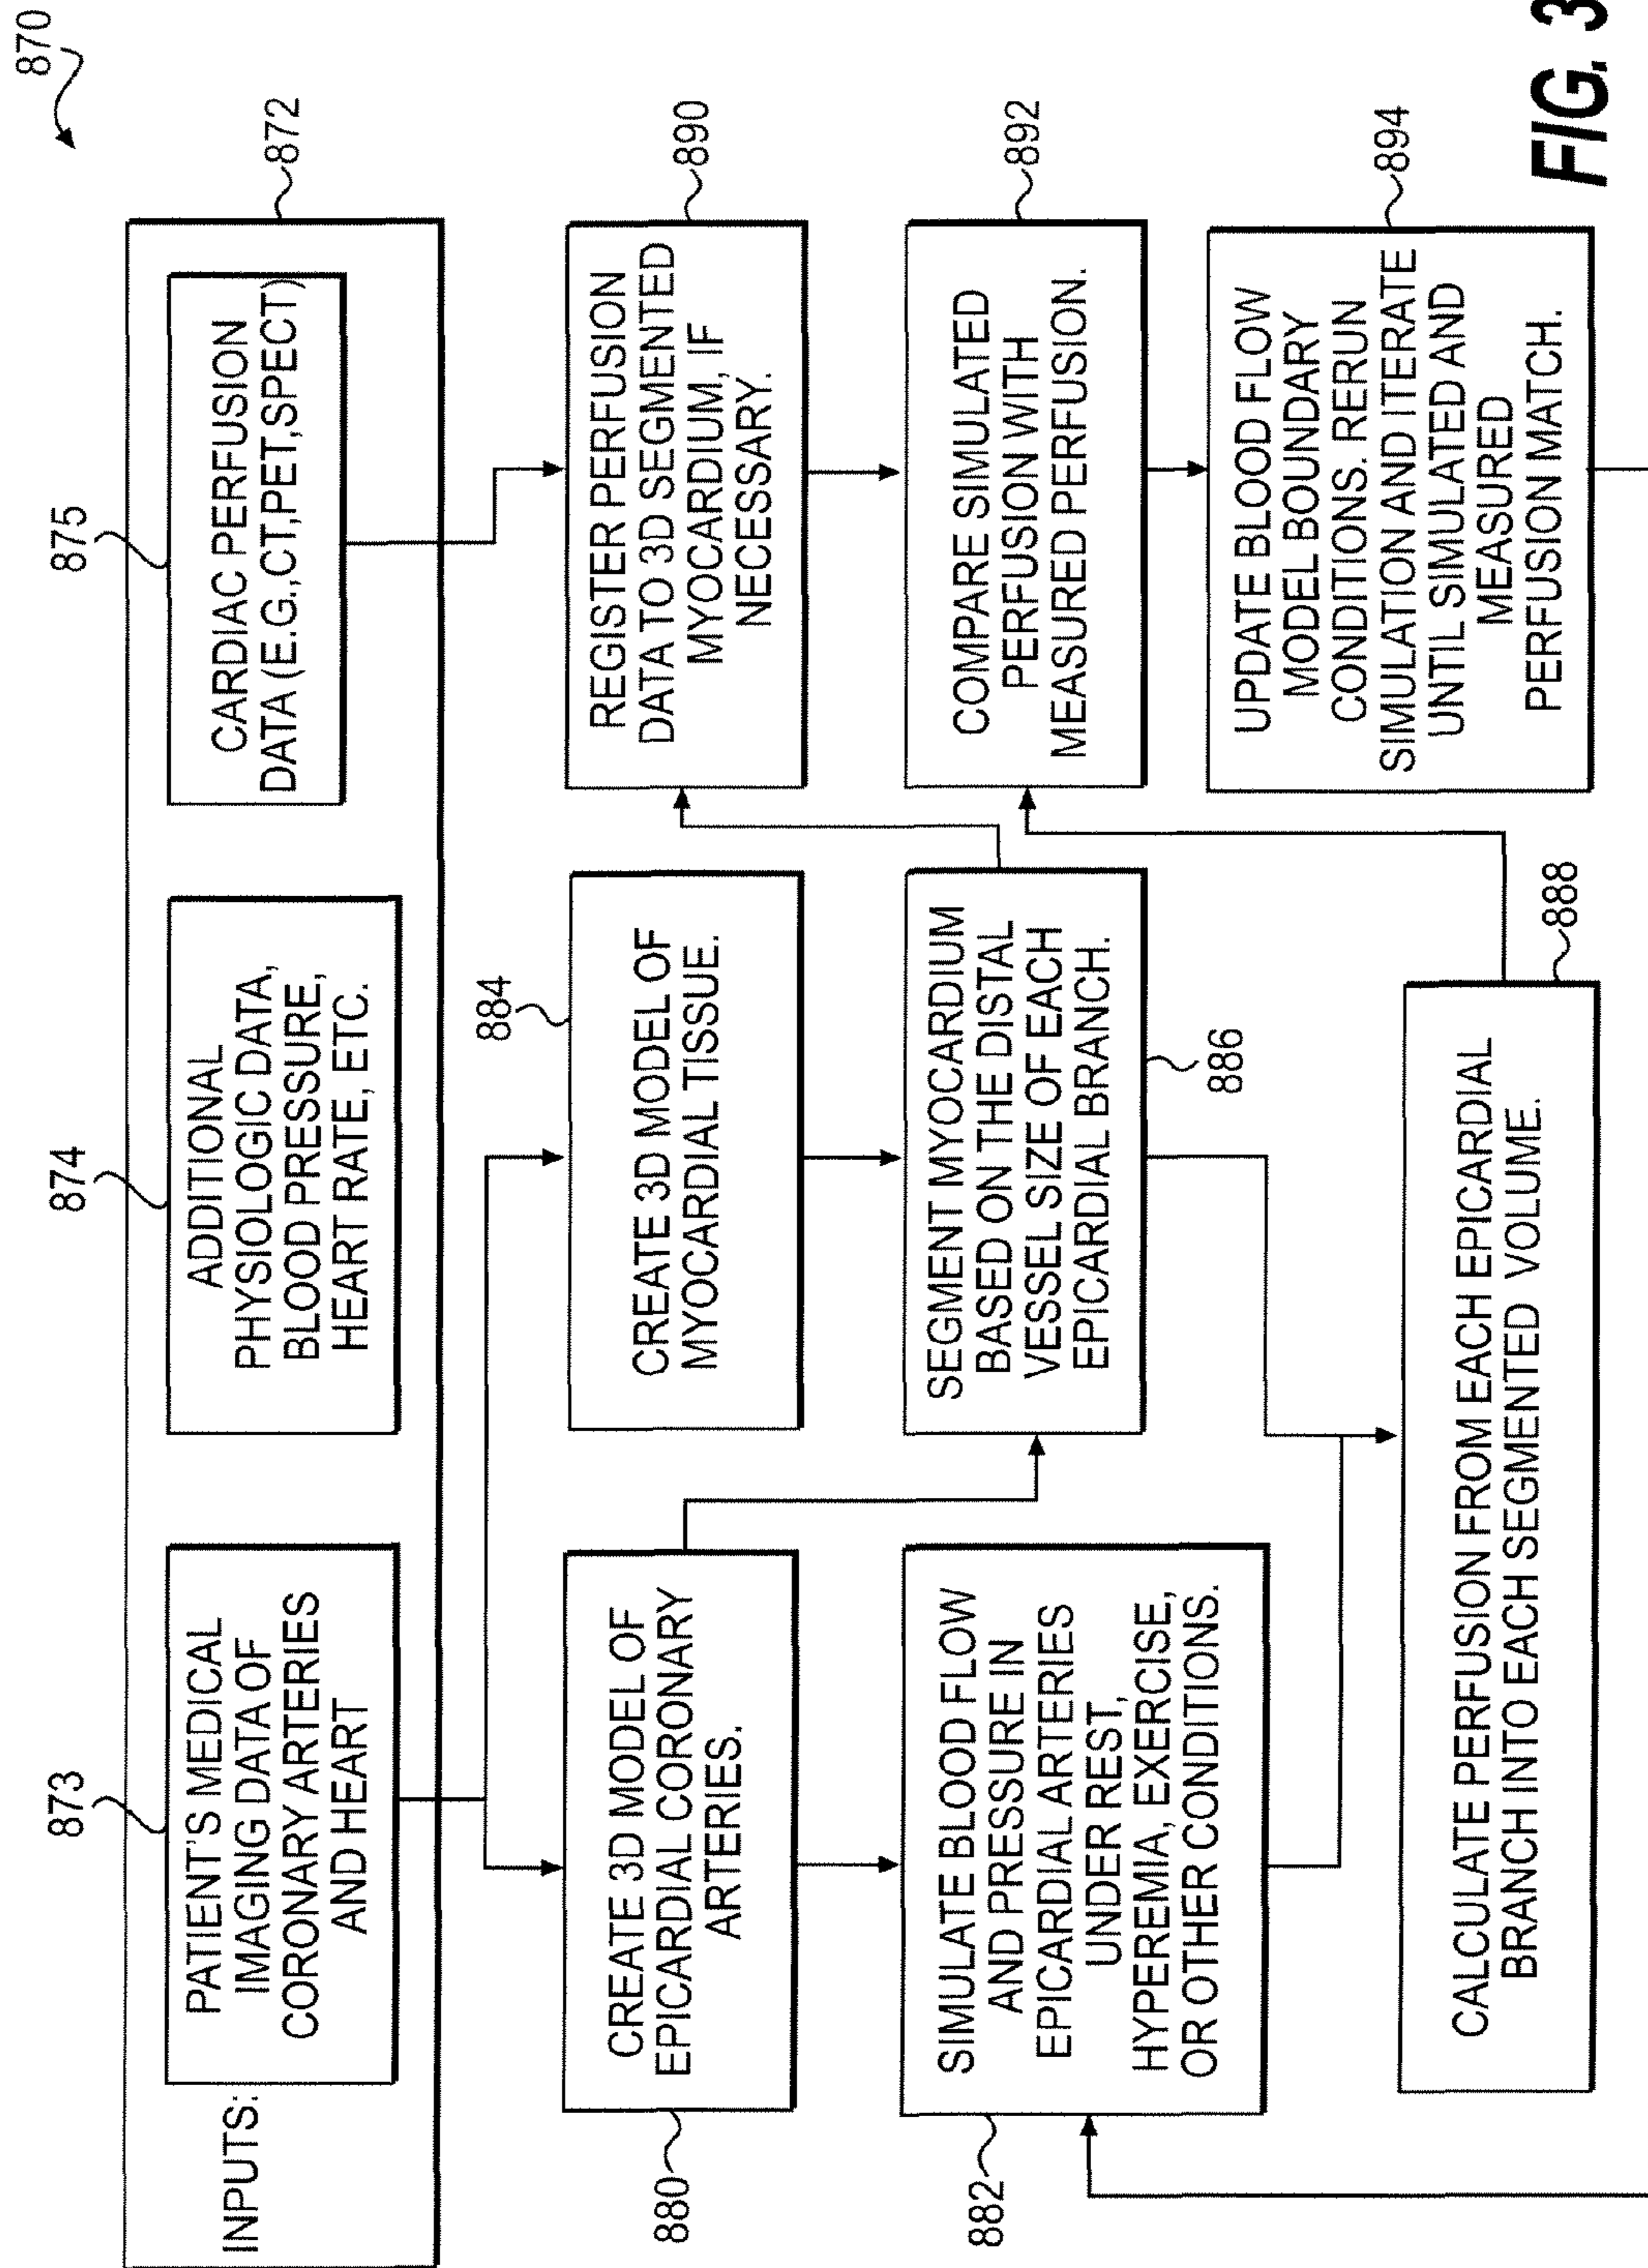 870
872
INPUTS:
873
PATIENT'S MEDICAL
IMAGING DATA OF
CORONARY ARTERIES
AND HEART
874
ADDITIONAL
PHYSIOLOGIC DATA,
BLOOD PRESSURE,
HEART RATE, ETC.
875
CARDIAC PERFUSION
DATA (E.G.,CT,PET,SPECT)
880
CREATE 3D MODEL OF
EPICARDIAL CORONARY
ARTERIES.
884
CREATE 3D MODEL OF
MYOCARDIAL TISSUE.
890
REGISTER PERFUSION
DATA TO 3D SEGMENTED
MYOCARDIUM, IF
NECESSARY.
882
SIMULATE BLOOD FLOW
AND PRESSURE IN
EPICARDIAL ARTERIES
UNDER REST,
HYPEREMIA, EXERCISE,
OR OTHER CONDITIONS.
886
SEGMENT MYOCARDIUM
BASED ON THE DISTAL
VESSEL SIZE OF EACH
EPICARDIAL BRANCH.
892
COMPARE SIMULATED
PERFUSION WITH
MEASURED PERFUSION.
888
CALCULATE PERFUSION FROM EACH EPICARDIAL
BRANCH INTO EACH SEGMENTED VOLUME.
894
UPDATE BLOOD FLOW
MODEL BOUNDARY
CONDITIONS. RERUN
SIMULATION AND ITERATE
UNTIL SIMULATED AND
MEASURED
PERFUSION MATCH.
FIG. 3